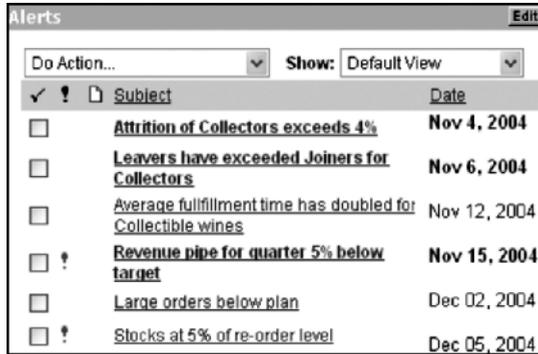 Alerts Edit
Do Action... Show: Default View
Subject Date
Attrition of Collectors exceeds 4% Nov 4, 2004
Leavers have exceeded Joiners for
Collectors Nov 6, 2004
Average fullfillment time has doubled for
Collectible wines Nov 12, 2004
Revenue pipe for quarter 5% below
target Nov 15, 2004
Large orders below plan Dec 02, 2004
Stocks at 5% of re-order level Dec 05, 2004